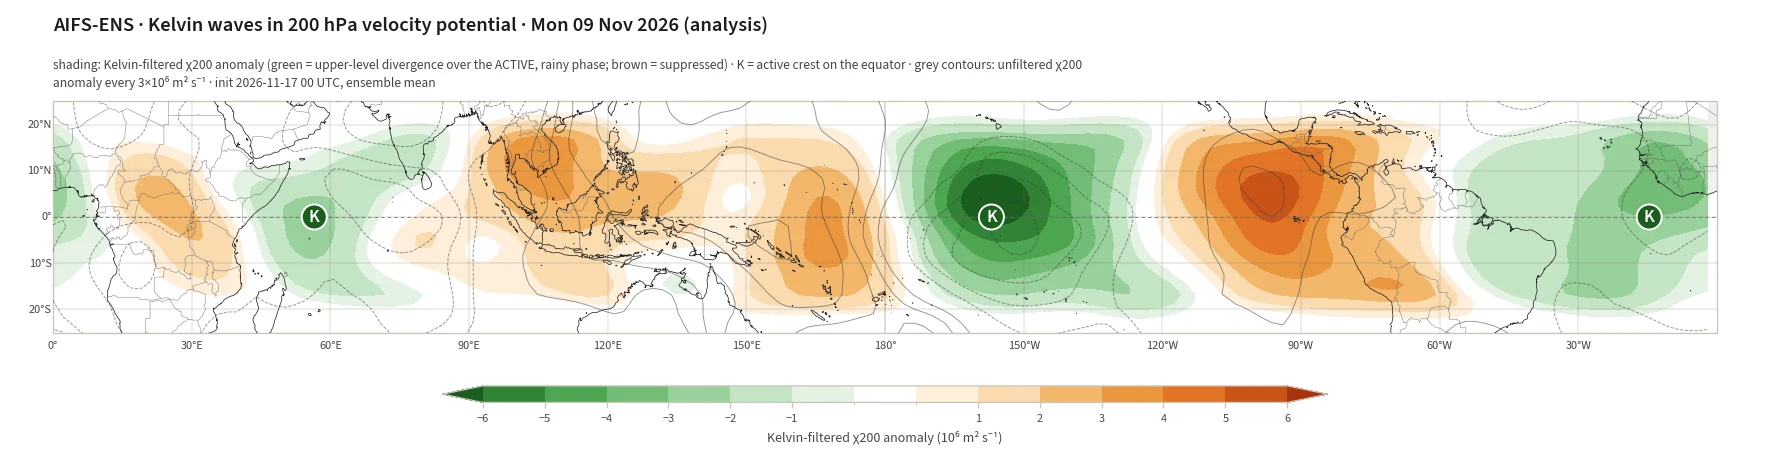 AIFS-ENS · Kelvin waves in 200 hPa velocity potential · Mon 09 Nov 2026 (analysis)
shading: Kelvin-filtered χ200 anomaly (green = upper-level divergence over the ACTIVE, rainy phase; brown = suppressed) · K = active crest on the equator · grey contours: unfiltered χ200
anomaly every 3×10⁶ m² s⁻¹ · init 2026-11-17 00 UTC, ensemble mean
20°N
10°N
0°
10°S
20°S
K K K
0° 30°E 60°E 90°E 120°E 150°E 180° 150°W 120°W 90°W 60°W 30°W
−6 −5 −4 −3 −2 −1 1 2 3 4 5 6
Kelvin-filtered χ200 anomaly (10⁶ m² s⁻¹)